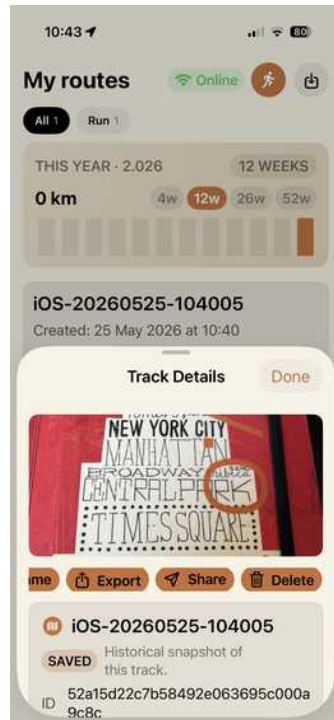 10:43
80
My routes
Online
All 1
Run 1
THIS YEAR · 2.026
12 WEEKS
0 km
4w
12w
26w
52w
iOS-20260525-104005
Created: 25 May 2026 at 10:40
Track Details
Done
NEW YORK CITY
MANHATTAN
BROADWAY
CENTRAL PARK
TIMES SQUARE
me
Export
Share
Delete
iOS-20260525-104005
SAVED
Historical snapshot of
this track.
ID
52a15d22c7b58492e063695c000a
9c8c